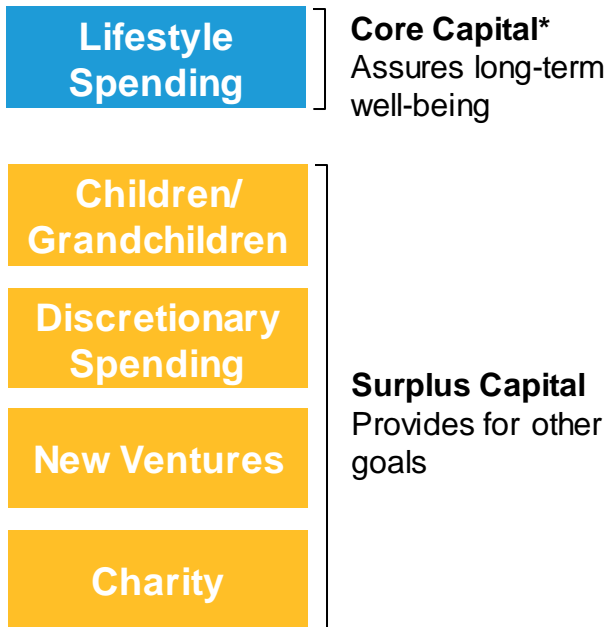 Lifestyle
Spending
Core Capital*
Assures long-term
well-being
Children/
Grandchildren
Discretionary
Spending
New Ventures
Charity
Surplus Capital
Provides for other
goals